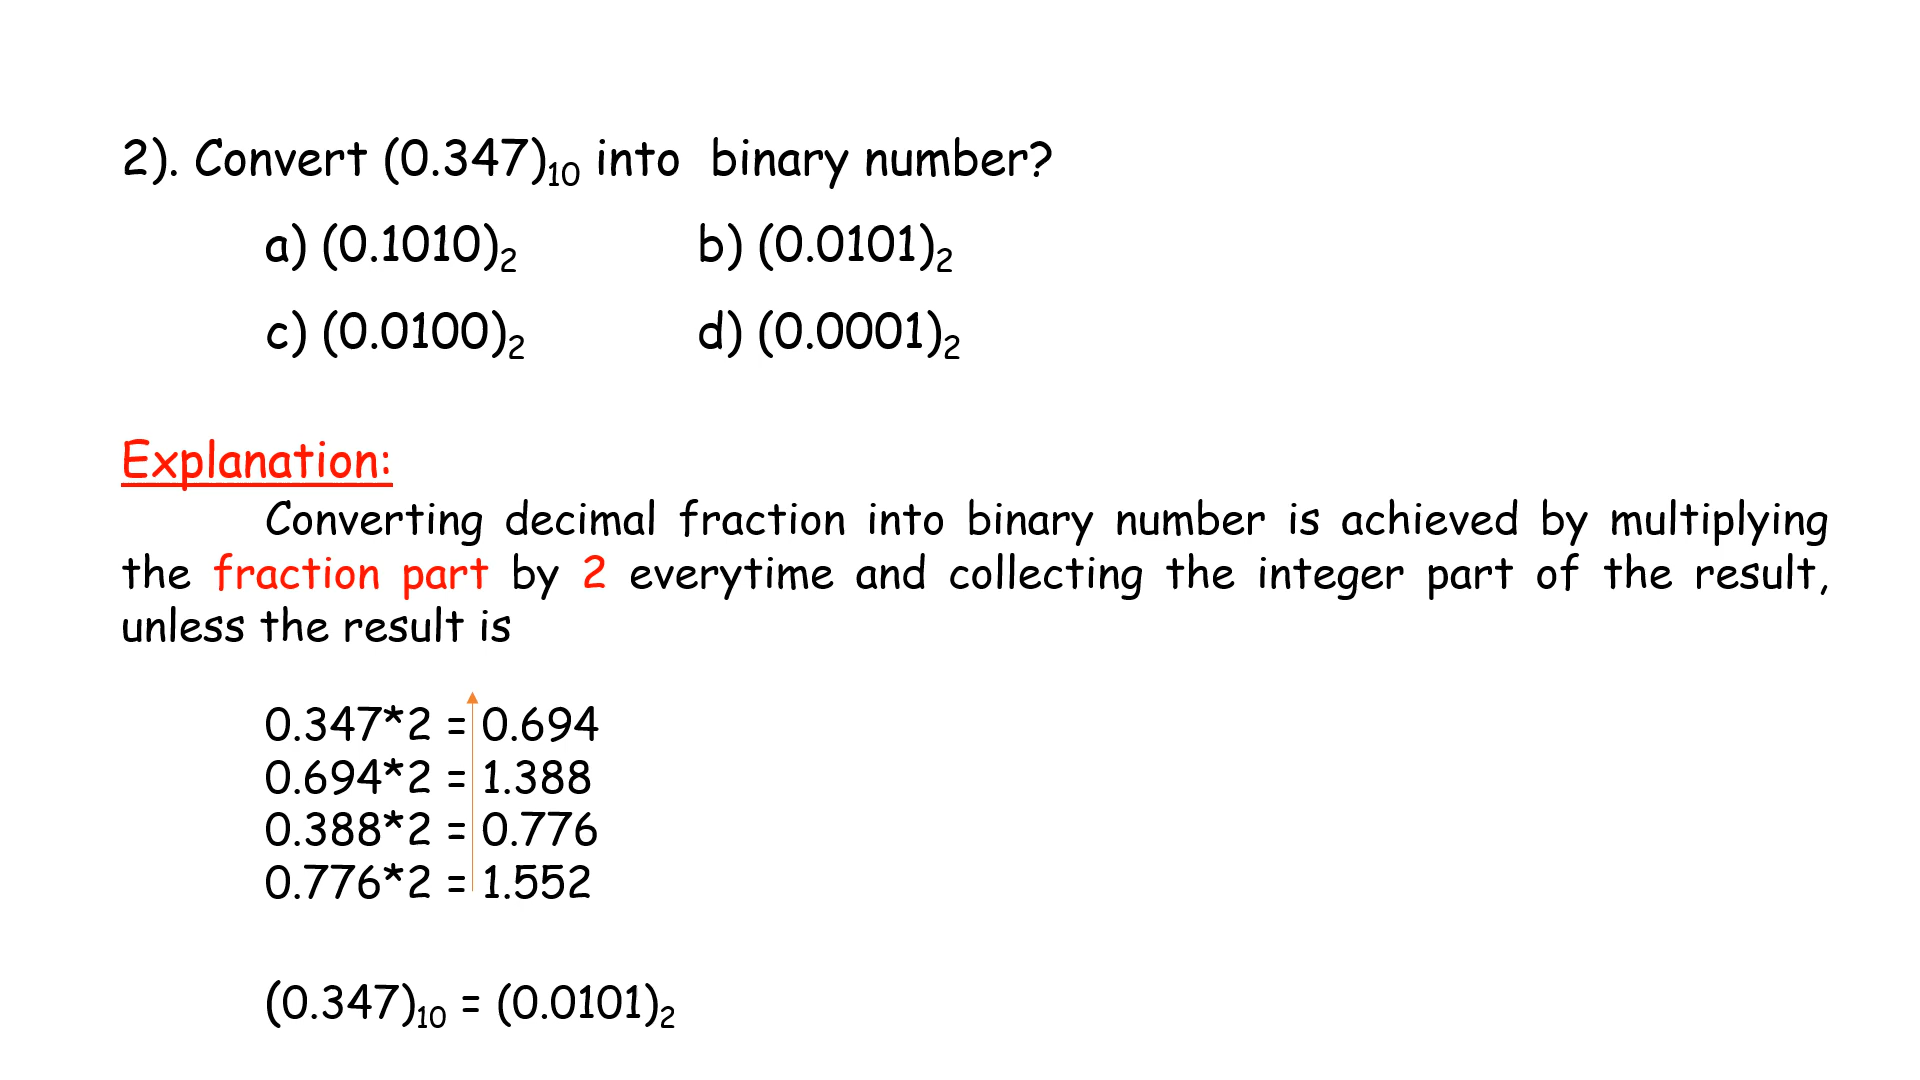 2). Convert (0.347)₁₀ into binary number?
a) (0.1010)₂ b) (0.0101)₂
c) (0.0100)₂ d) (0.0001)₂
Explanation:
Converting decimal fraction into binary number is achieved by multiplying
the fraction part by 2 everytime and collecting the integer part of the result,
unless the result is
0.347*2 = 0.694
0.694*2 = 1.388
0.388*2 = 0.776
0.776*2 = 1.552
(0.347)₁₀ = (0.0101)₂